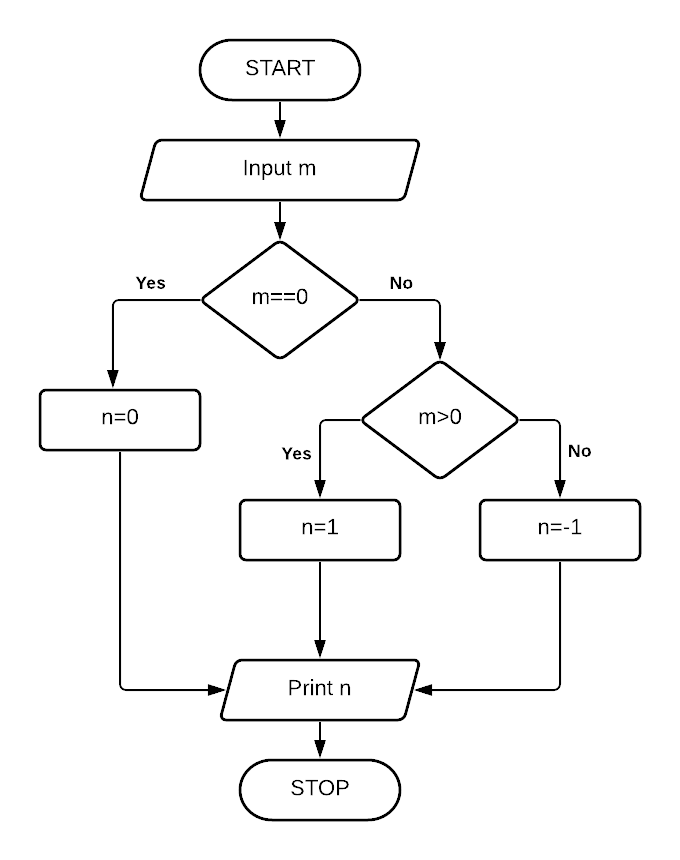 START
Input m
m==0
Yes
No
n=0
m>0
Yes
No
n=1
n=-1
Print n
STOP